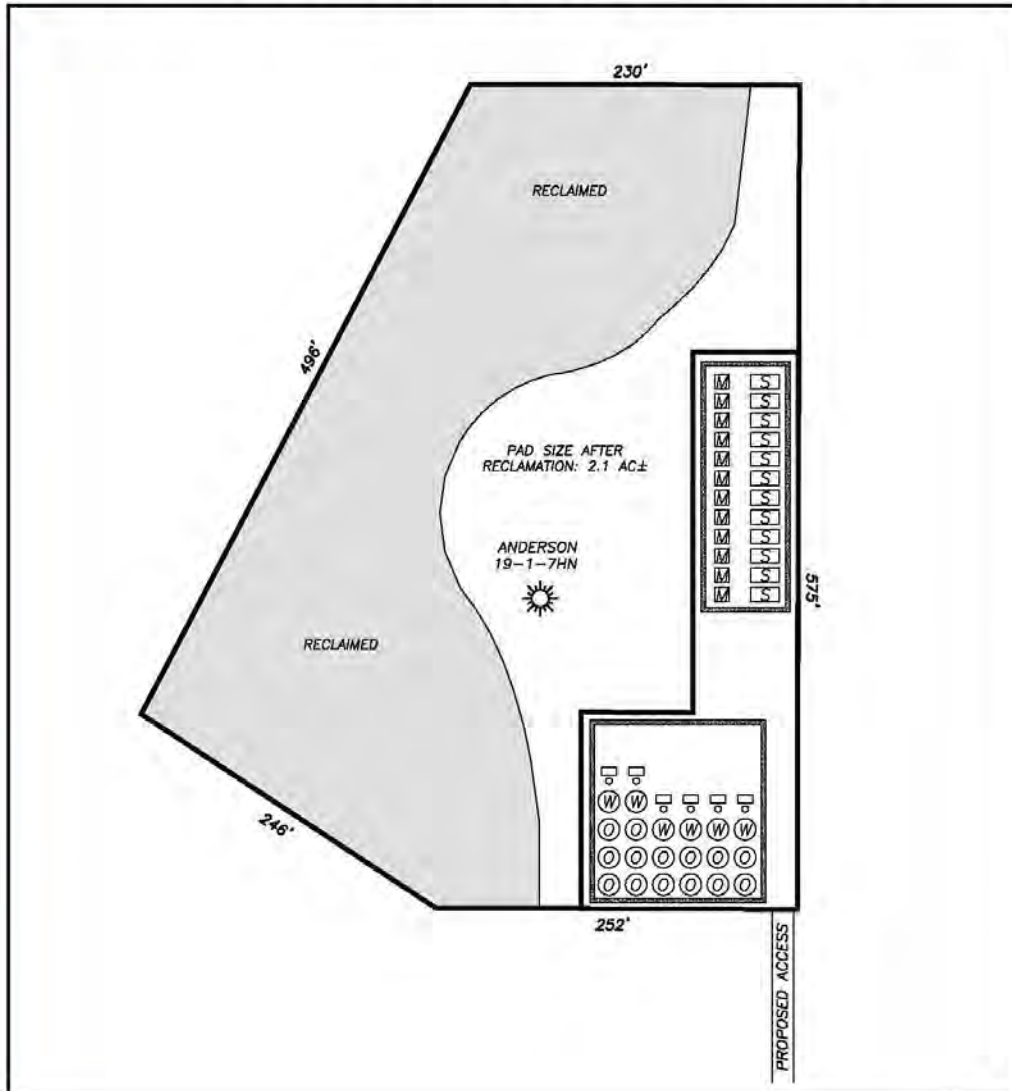 230'
RECLAIMED
496'
PAD SIZE AFTER
RECLAMATION: 2.1 AC±
ANDERSON
19-1-7HN
RECLAIMED
M S
M S
M S
M S
M S
M S
M S
M S
M S
M S
M S
M S
575'
W W
O O W W W W
O O O O O O
O O O O O O
246'
252'
PROPOSED ACCESS